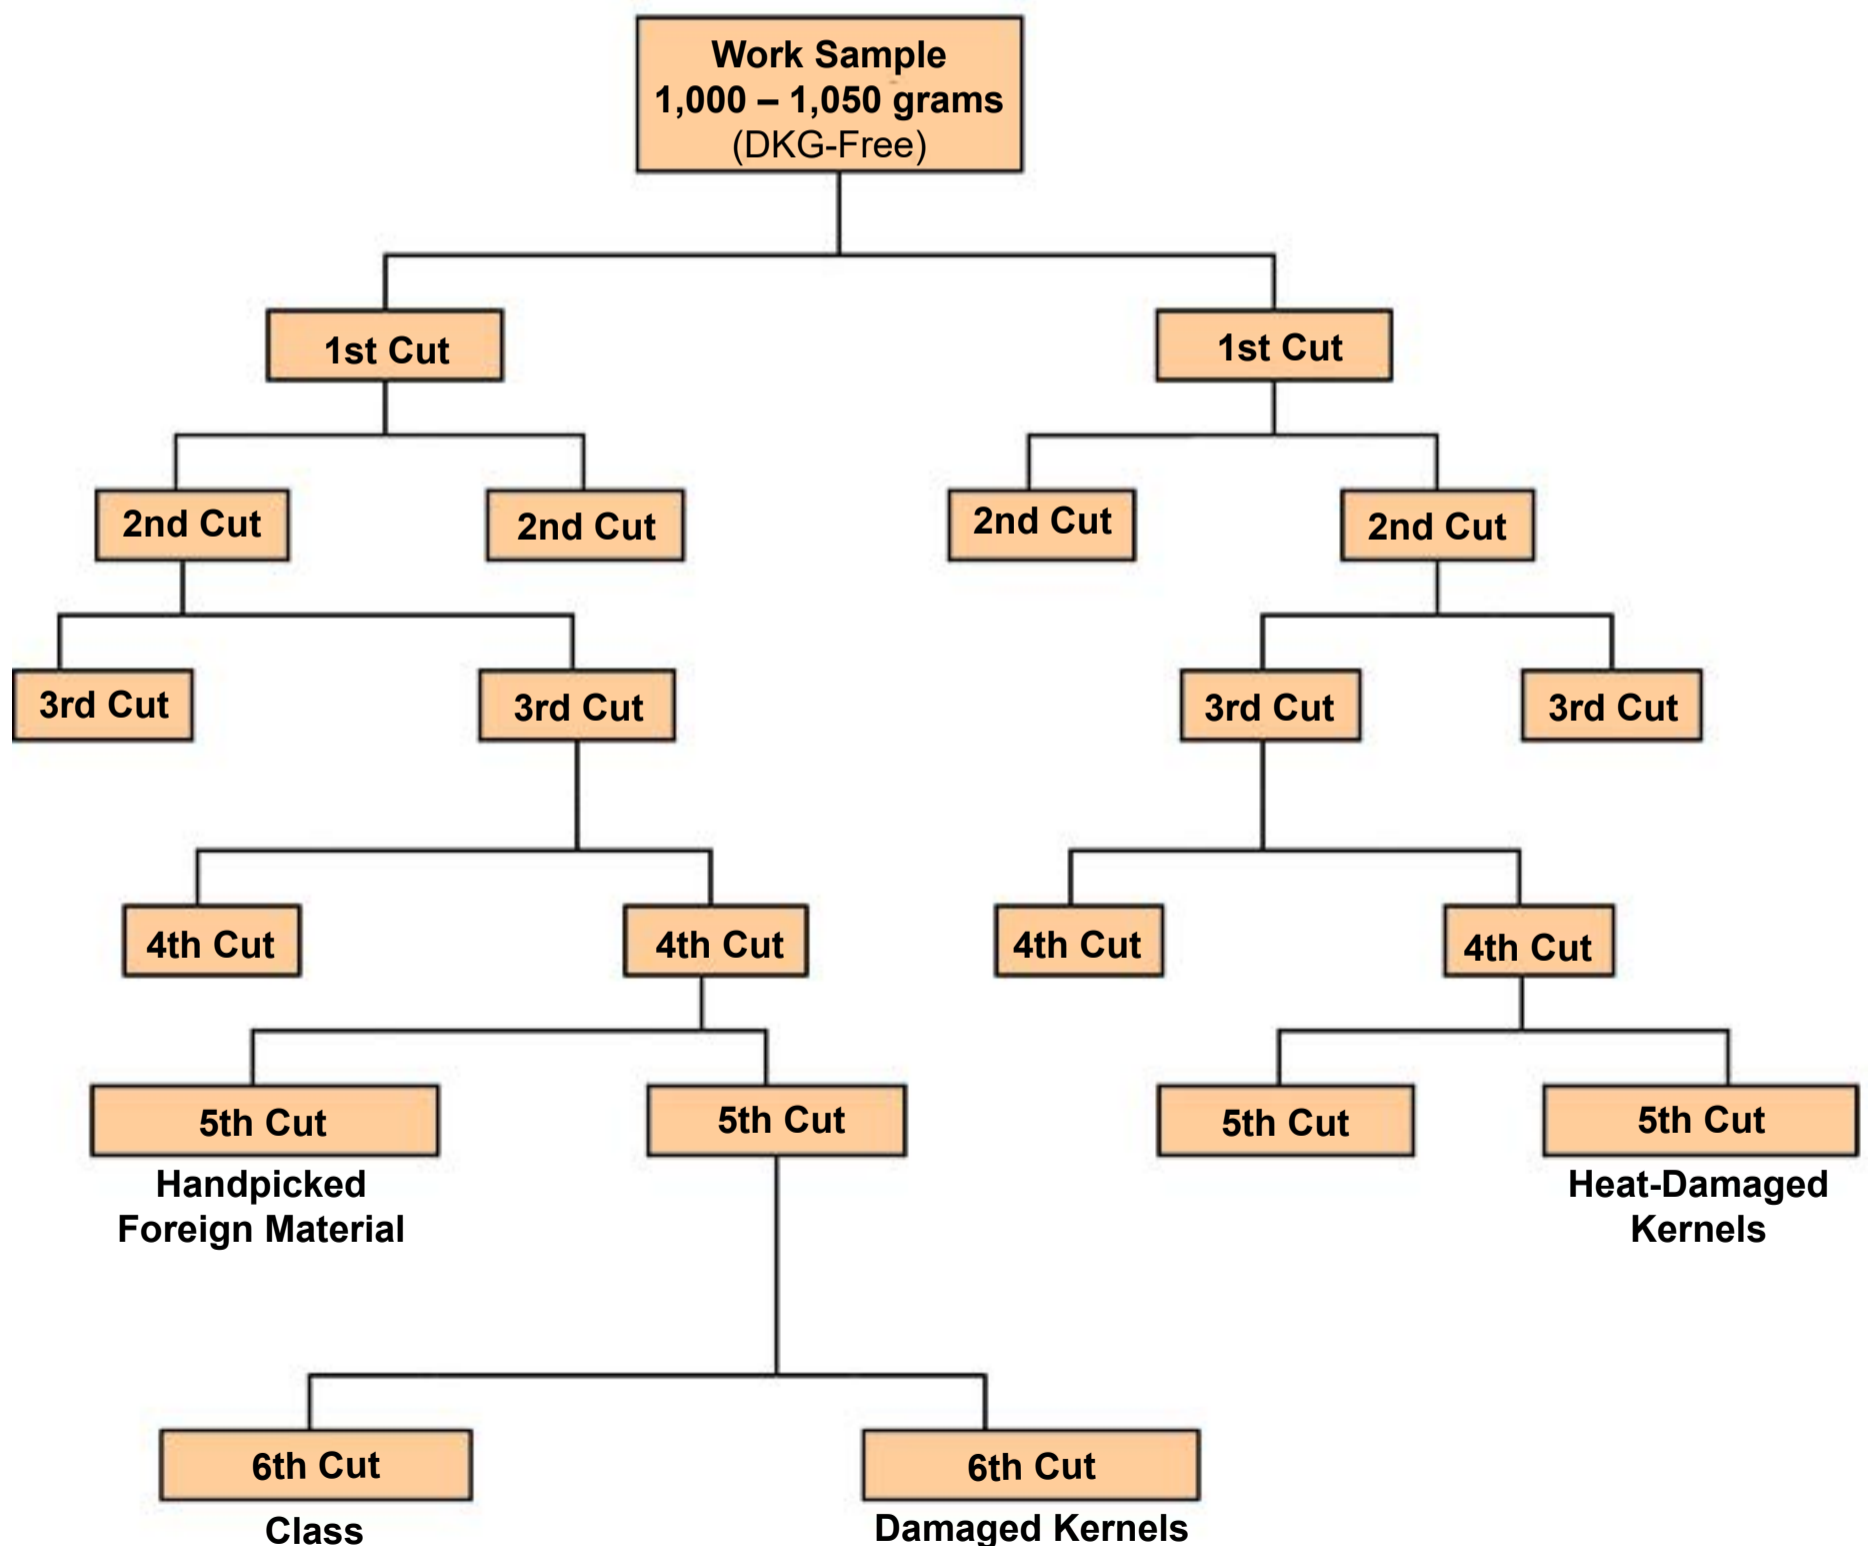 Work Sample
1,000 – 1,050 grams
(DKG-Free)
1st Cut
1st Cut
2nd Cut
2nd Cut
2nd Cut
2nd Cut
3rd Cut
3rd Cut
3rd Cut
3rd Cut
4th Cut
4th Cut
4th Cut
4th Cut
5th Cut
5th Cut
5th Cut
5th Cut
Handpicked
Foreign Material
Heat-Damaged
Kernels
6th Cut
6th Cut
Class
Damaged Kernels